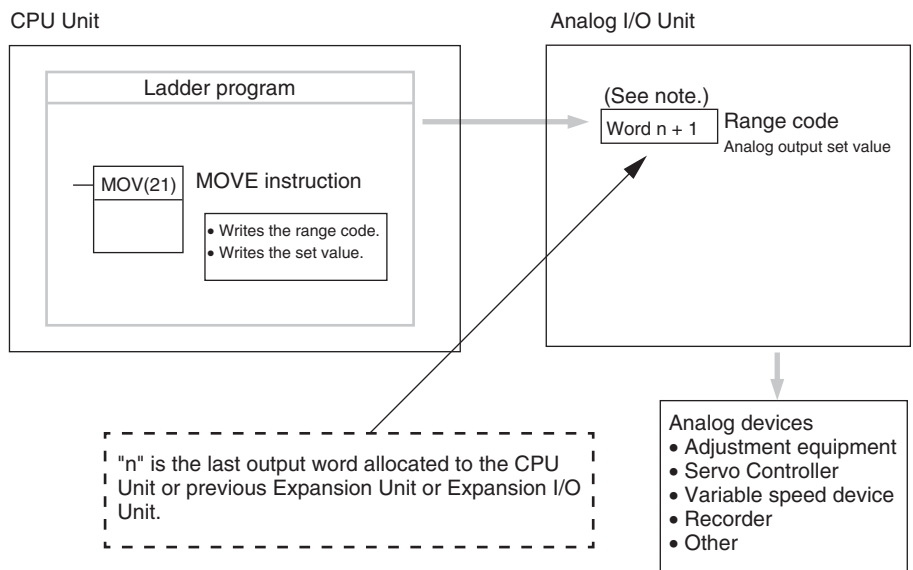 CPU Unit
Analog I/O Unit
Ladder program
(See note.)
Word n + 1
Range code
Analog output set value
MOV(21)
MOVE instruction
• Writes the range code.
• Writes the set value.
"n" is the last output word allocated to the CPU
Unit or previous Expansion Unit or Expansion I/O
Unit.
Analog devices
• Adjustment equipment
• Servo Controller
• Variable speed device
• Recorder
• Other